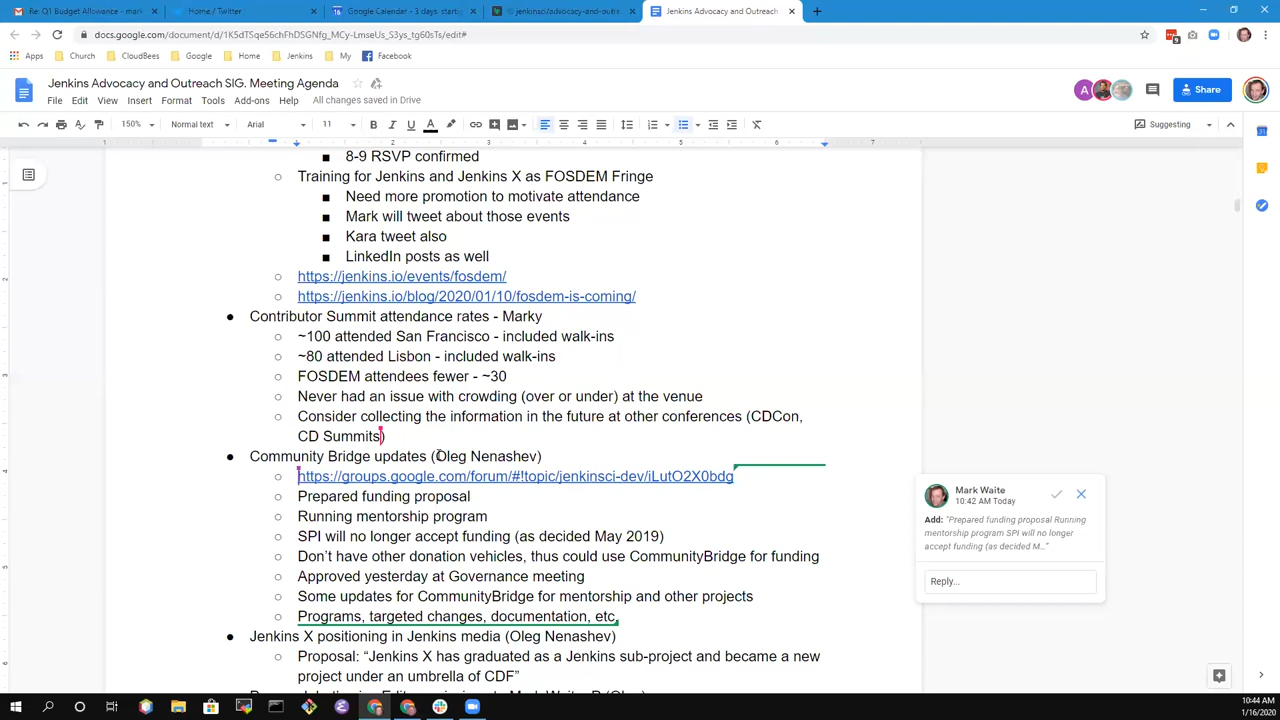 Re: Q1 Budget Allowance - mark
Home / Twitter
Google Calendar - 3 days, starting
jenkinsci/advocacy-and-outre
Jenkins Advocacy and Outreach
docs.google.com/document/d/1K5dTSqe56chFhDSGNfg_MCy-LmseUs_S3ys_tg60sTs/edit#
Apps
Church
CloudBees
Google
Home
Jenkins
My
Facebook
Jenkins Advocacy and Outreach SIG. Meeting Agenda
File Edit View Insert Format Tools Add-ons Help All changes saved in Drive
Share
150% Normal text Arial 11 Suggesting
1 2 3 4 5 6 7
■ 8-9 RSVP confirmed
○ Training for Jenkins and Jenkins X as FOSDEM Fringe
■ Need more promotion to motivate attendance
■ Mark will tweet about those events
■ Kara tweet also
■ LinkedIn posts as well
○ https://jenkins.io/events/fosdem/
○ https://jenkins.io/blog/2020/01/10/fosdem-is-coming/
● Contributor Summit attendance rates - Marky
○ ~100 attended San Francisco - included walk-ins
○ ~80 attended Lisbon - included walk-ins
○ FOSDEM attendees fewer - ~30
○ Never had an issue with crowding (over or under) at the venue
○ Consider collecting the information in the future at other conferences (CDCon,
CD Summits)
● Community Bridge updates (Oleg Nenashev)
○ https://groups.google.com/forum/#!topic/jenkinsci-dev/iLutO2X0bdg
○ Prepared funding proposal
○ Running mentorship program
○ SPI will no longer accept funding (as decided May 2019)
○ Don't have other donation vehicles, thus could use CommunityBridge for funding
○ Approved yesterday at Governance meeting
○ Some updates for CommunityBridge for mentorship and other projects
○ Programs, targeted changes, documentation, etc.
● Jenkins X positioning in Jenkins media (Oleg Nenashev)
○ Proposal: “Jenkins X has graduated as a Jenkins sub-project and became a new
project under an umbrella of CDF”
Mark Waite
10:42 AM Today
Add: "Prepared funding proposal Running
mentorship program SPI will no longer
accept funding (as decided M..."
Reply...
10:44 AM
1/16/2020